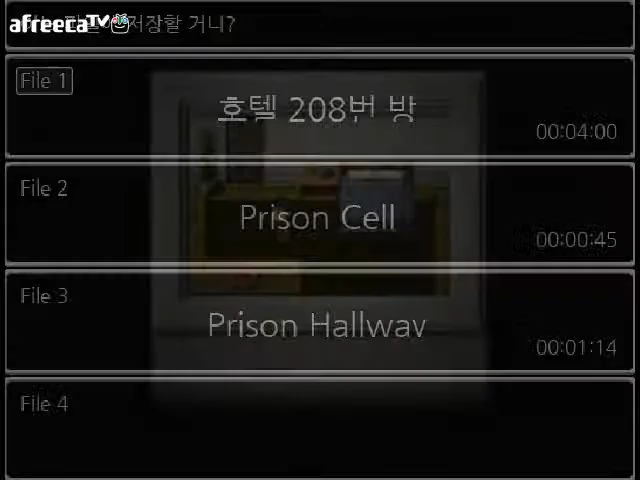 afreecaTV 저장할 거니?
File 1
호텔 208번 방
00:04:00
File 2
Prison Cell
00:00:45
File 3
Prison Hallway
00:01:14
File 4